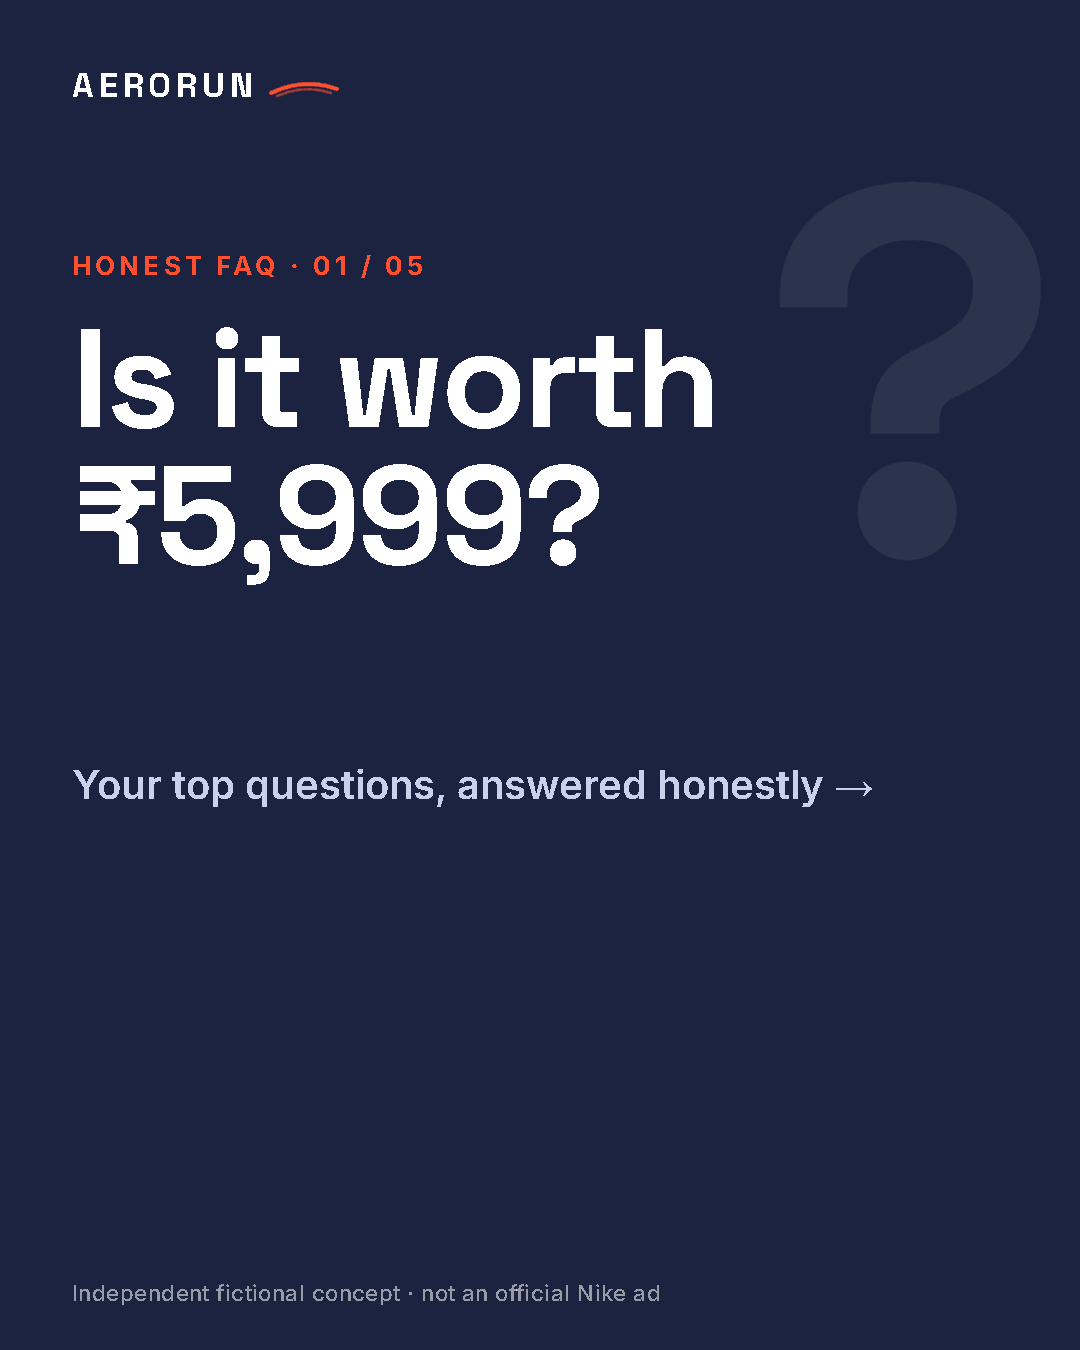 AERORUN
HONEST FAQ · 01 / 05
Is it worth
₹5,999?
Your top questions, answered honestly →
Independent fictional concept · not an official Nike ad